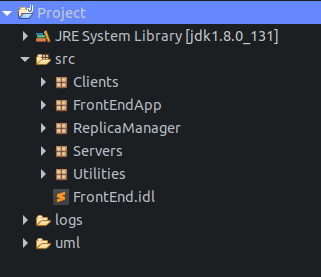 Project
JRE System Library [jdk1.8.0_131]
src
Clients
FrontEndApp
ReplicaManager
Servers
Utilities
FrontEnd.idl
logs
uml